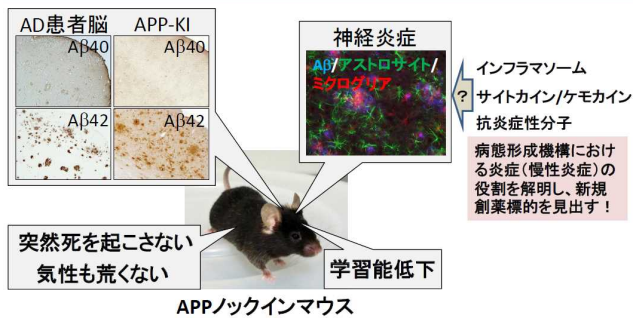 AD患者脳 APP-KI
Aβ40 Aβ40
Aβ42 Aβ42
神経炎症
Aβ/アストロサイト/
ミクログリア
?
インフラマソーム
サイトカイン/ケモカイン
抗炎症性分子
病態形成機構におけ
る炎症(慢性炎症)の
役割を解明し、新規
創薬標的を見出す!
突然死を起こさない
気性も荒くない
学習能低下
APPノックインマウス